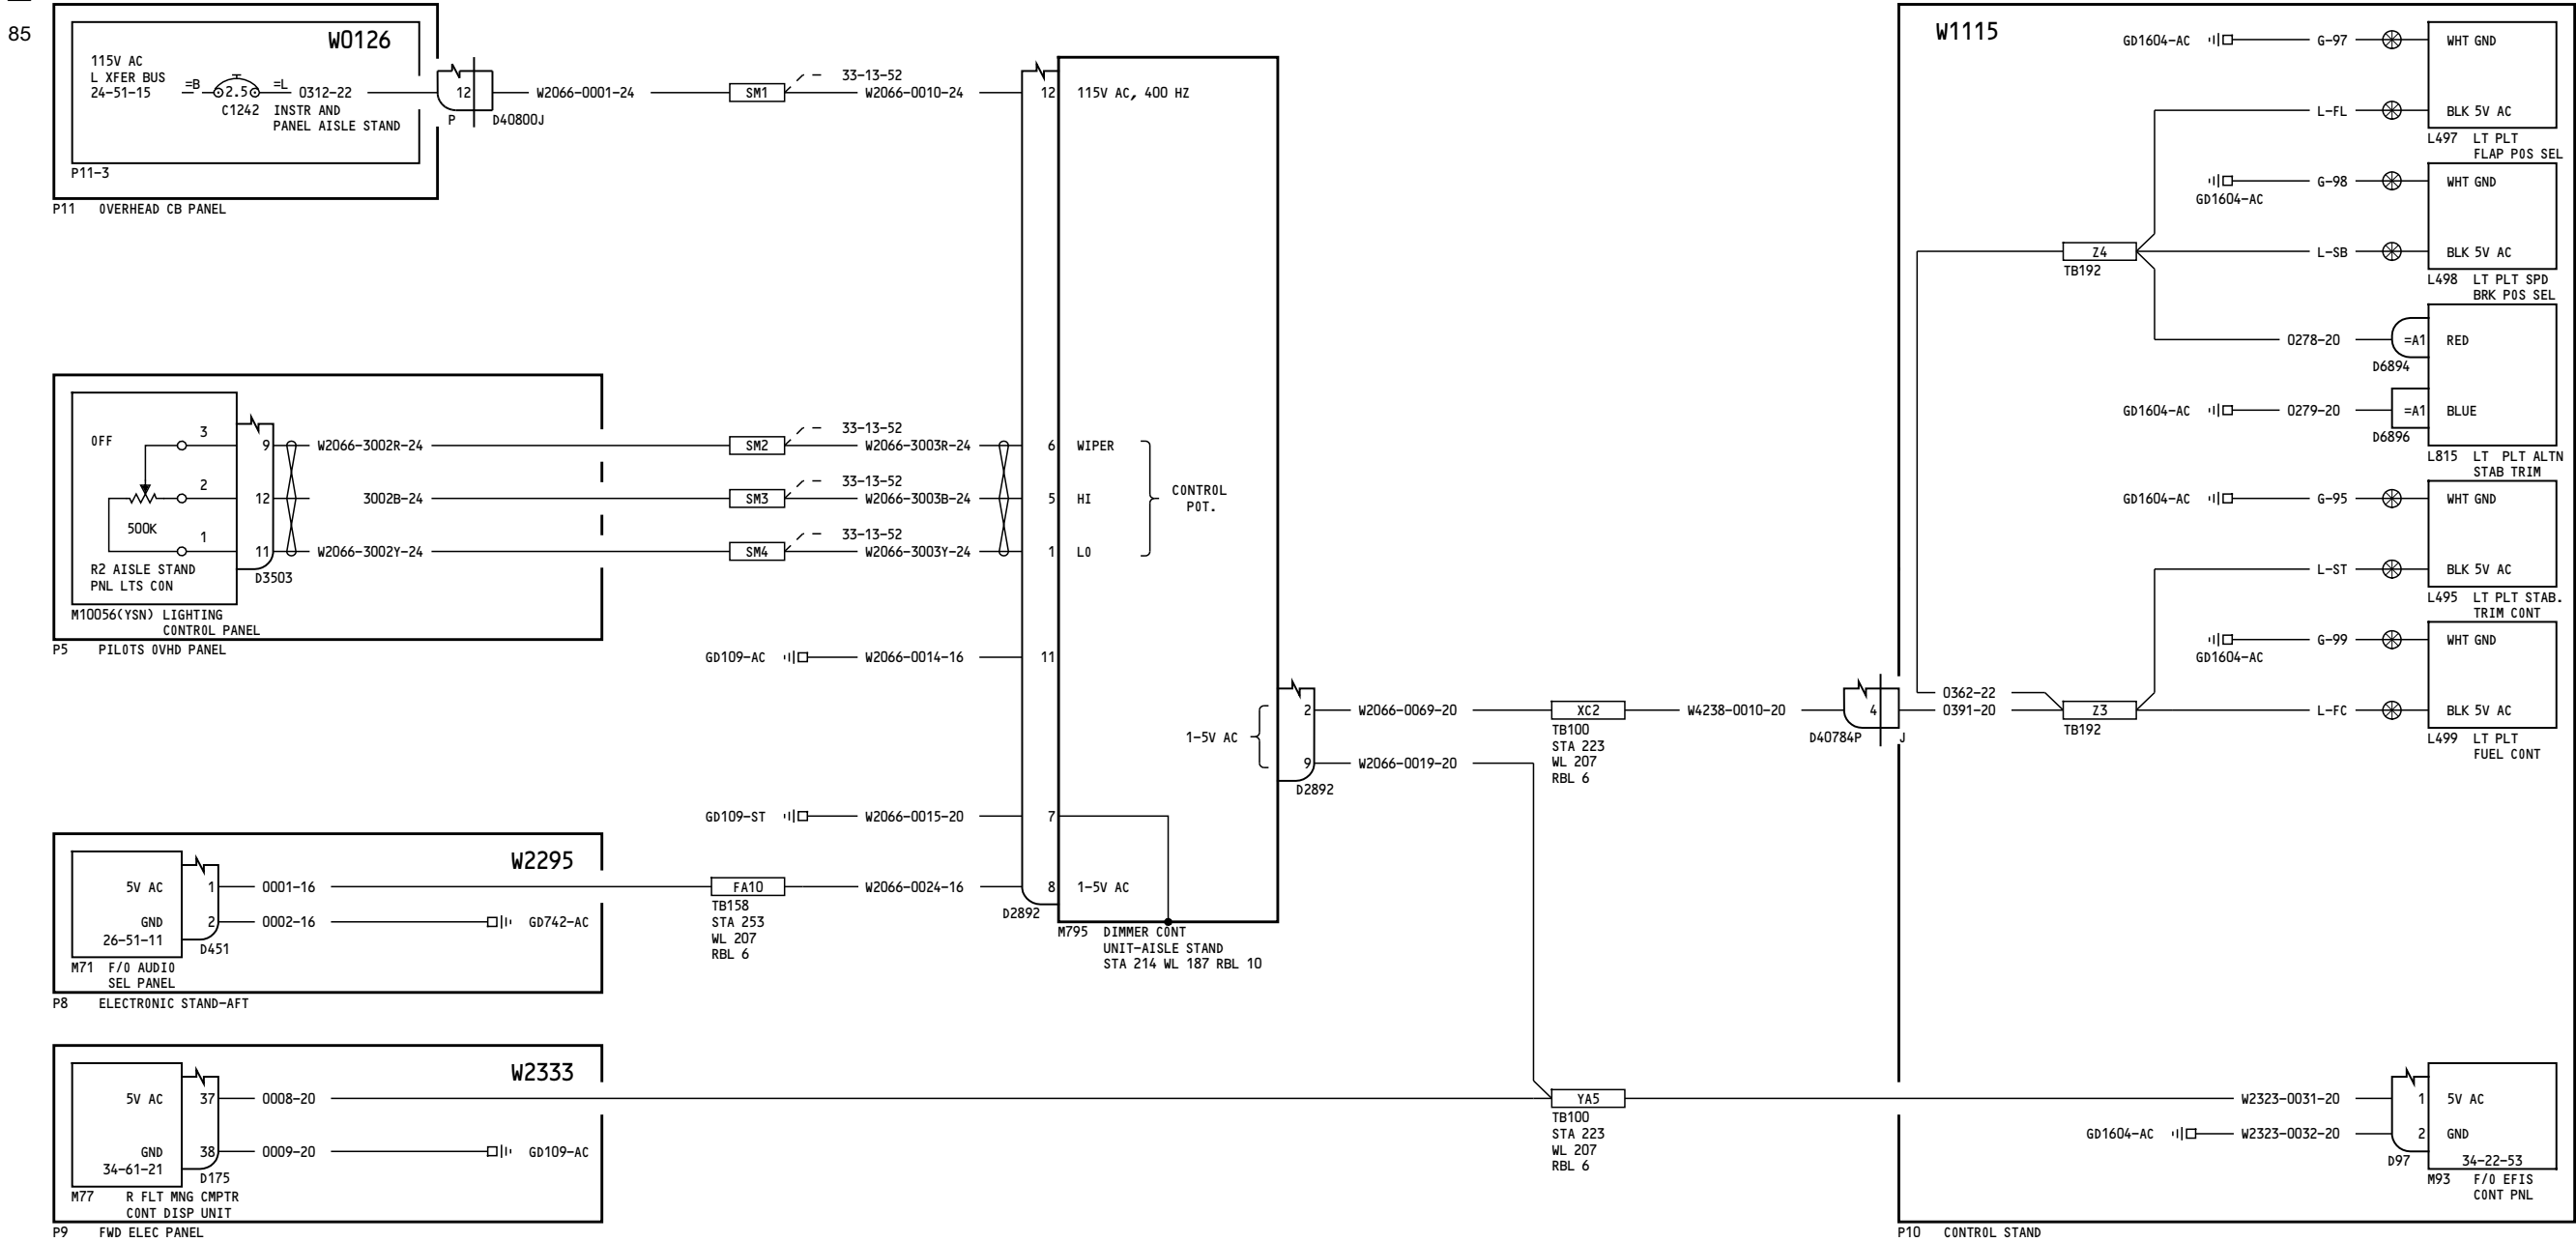 85
W0126
115V AC
L XFER BUS
24-51-15
=B
2.5
=L
0312-22
C1242
INSTR AND
PANEL AISLE STAND
P11-3
P11 OVERHEAD CB PANEL
12
P
D40800J
W2066-0001-24
SM1
33-13-52
W2066-0010-24
12
115V AC, 400 HZ
OFF
3
2
500K
1
R2 AISLE STAND
PNL LTS CON
9
12
11
D3503
M10056(YSN) LIGHTING
CONTROL PANEL
P5 PILOTS OVHD PANEL
W2066-3002R-24
3002B-24
W2066-3002Y-24
SM2
33-13-52
W2066-3003R-24
6
WIPER
SM3
33-13-52
W2066-3003B-24
5
HI
SM4
33-13-52
W2066-3003Y-24
1
LO
CONTROL
POT.
GD109-AC
W2066-0014-16
11
GD109-ST
W2066-0015-20
7
W2295
5V AC
1
0001-16
GND
2
0002-16
GD742-AC
26-51-11
D451
M71 F/O AUDIO
SEL PANEL
P8 ELECTRONIC STAND-AFT
FA10
TB158
STA 253
WL 207
RBL 6
W2066-0024-16
8
1-5V AC
D2892
M795 DIMMER CONT
UNIT-AISLE STAND
STA 214 WL 187 RBL 10
1-5V AC
2
9
D2892
W2066-0069-20
W2066-0019-20
XC2
TB100
STA 223
WL 207
RBL 6
W4238-0010-20
4
D40784P
J
W2333
5V AC
37
0008-20
GND
38
0009-20
GD109-AC
34-61-21
D175
M77 R FLT MNG CMPTR
CONT DISP UNIT
P9 FWD ELEC PANEL
YA5
TB100
STA 223
WL 207
RBL 6
W1115
GD1604-AC
G-97
WHT GND
L-FL
BLK 5V AC
L497 LT PLT
FLAP POS SEL
GD1604-AC
G-98
WHT GND
Z4
TB192
L-SB
BLK 5V AC
L498 LT PLT SPD
BRK POS SEL
0278-20
=A1
RED
D6894
GD1604-AC
0279-20
=A1
BLUE
D6896
L815 LT PLT ALTN
STAB TRIM
GD1604-AC
G-95
WHT GND
L-ST
BLK 5V AC
L495 LT PLT STAB.
TRIM CONT
GD1604-AC
G-99
WHT GND
0362-22
0391-20
Z3
TB192
L-FC
BLK 5V AC
L499 LT PLT
FUEL CONT
W2323-0031-20
1
5V AC
GD1604-AC
W2323-0032-20
2
GND
D97
34-22-53
M93 F/O EFIS
CONT PNL
P10 CONTROL STAND